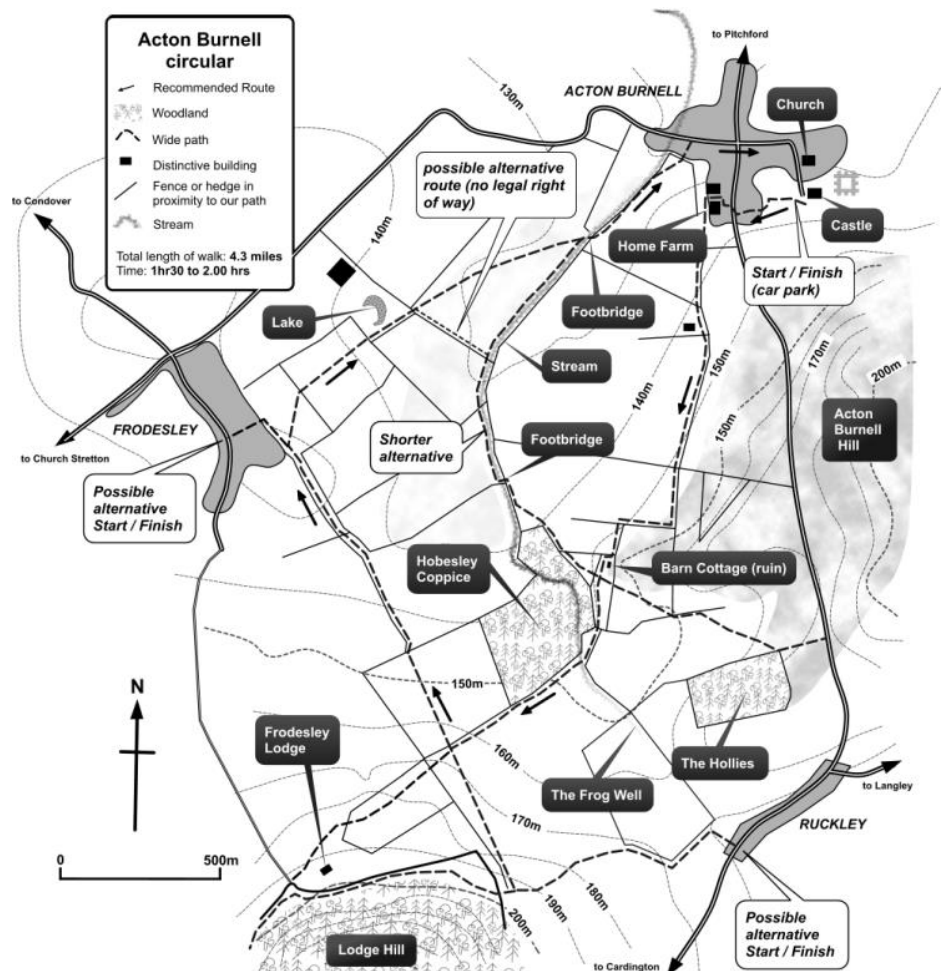 Acton Burnell
circular
Recommended Route
Woodland
Wide path
Distinctive building
Fence or hedge in
proximity to our path
Stream
Total length of walk: 4.3 miles
Time: 1hr30 to 2.00 hrs
to Pitchford
ACTON BURNELL
130m
Church
possible alternative
route (no legal right
of way)
to Condover
140m
Castle
Home Farm
Start / Finish
(car park)
Lake
Footbridge
Stream
150m
170m
200m
140m
150m
Acton
Burnell
Hill
FRODESLEY
to Church Stretton
Shorter
alternative
Footbridge
Possible
alternative
Start / Finish
Hobesley
Coppice
Barn Cottage (ruin)
150m
N
Frodesley
Lodge
160m
The Hollies
The Frog Well
to Langley
170m
RUCKLEY
0
500m
180m
190m
200m
Lodge Hill
Possible
alternative
Start / Finish
to Cardington